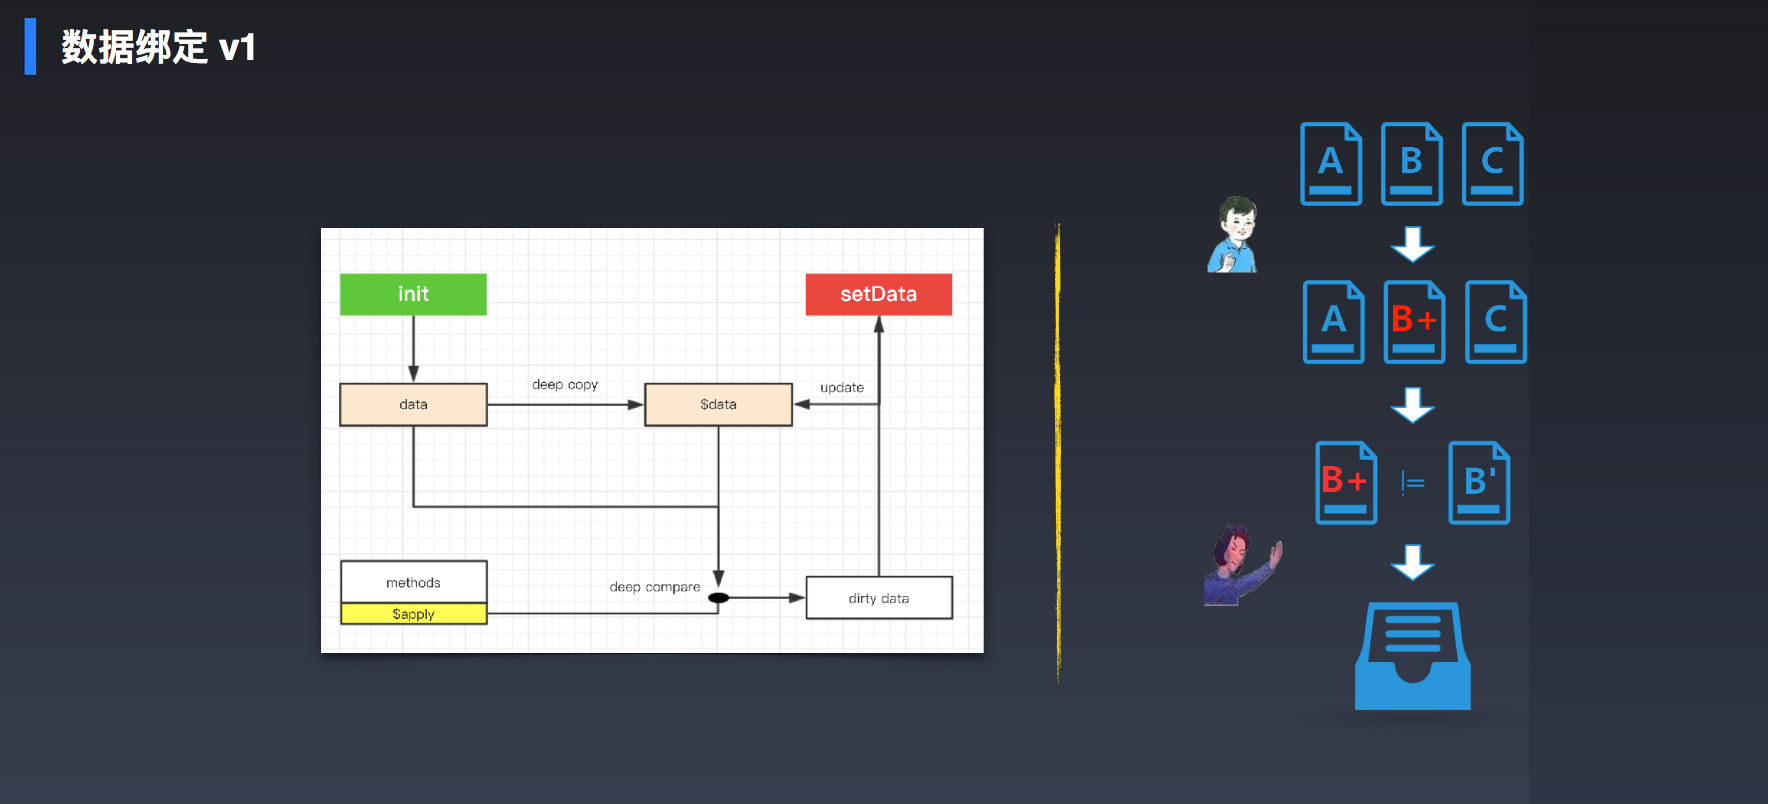 数据绑定 v1
init
setData
deep copy
update
data
$data
methods
$apply
deep compare
dirty data
A B C
A B+ C
B+ != B'